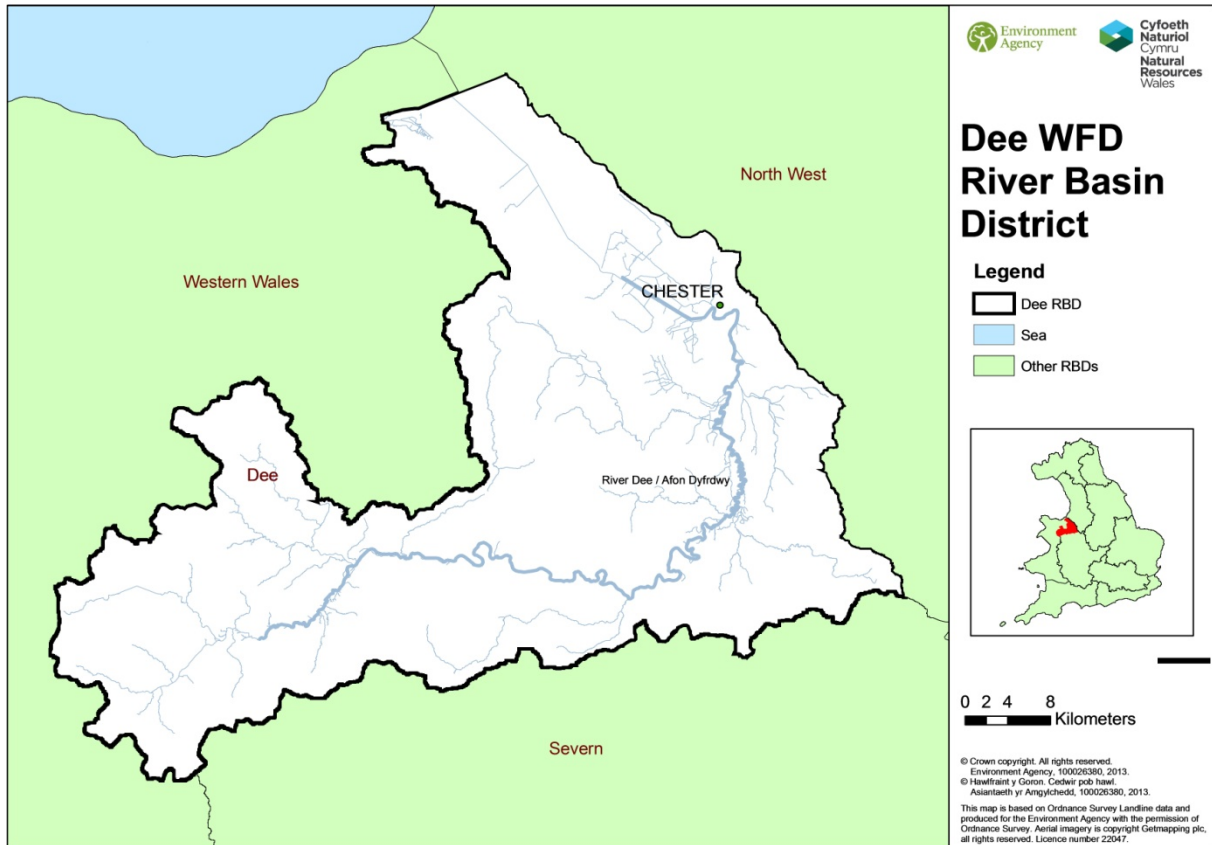 Environment
Agency
Cyfoeth
Naturiol
Cymru
Natural
Resources
Wales
Dee WFD
River Basin
District
Legend
Dee RBD
Sea
Other RBDs
North West
Western Wales
CHESTER
Dee
River Dee / Afon Dyfrdwy
Severn
0 2 4 8
Kilometers
© Crown copyright. All rights reserved.
Environment Agency, 100026380, 2013.
© Hawlfraint y Goron. Cedwir pob hawl.
Asiantaeth yr Amgylchedd, 100026380, 2013.
This map is based on Ordnance Survey Landline data and
produced for the Environment Agency with the permission of
Ordnance Survey. Aerial imagery is copyright Getmapping plc,
all rights reserved. Licence number 22047.